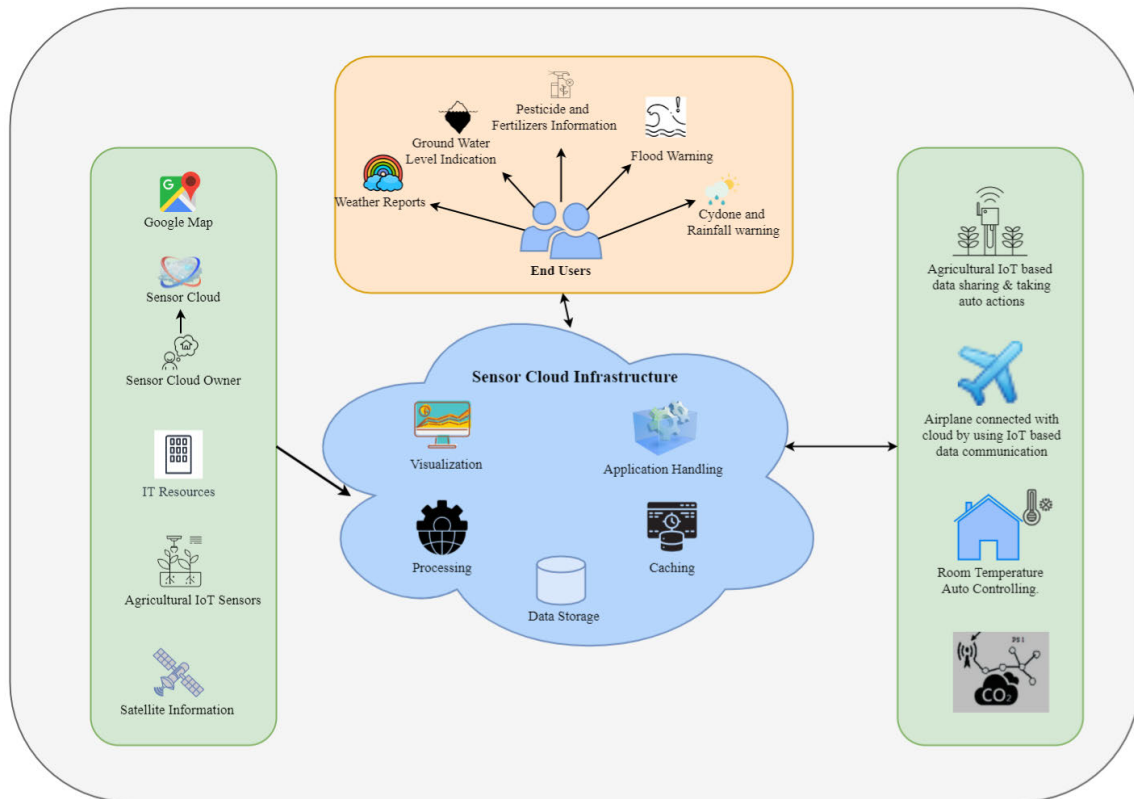 Pesticide and
Fertilizers Information
Ground Water
Level Indication
Flood Warning
Weather Reports
Cydone and
Rainfall warning
End Users
Google Map
Sensor Cloud
Sensor Cloud Owner
IT Resources
Agricultural IoT Sensors
Satellite Information
Sensor Cloud Infrastructure
Visualization
Application Handling
Processing
Caching
Data Storage
Agricultural IoT based
data sharing & taking
auto actions
Airplane connected with
cloud by using IoT based
data communication
Room Temperature
Auto Controlling.
PS 1
CO2